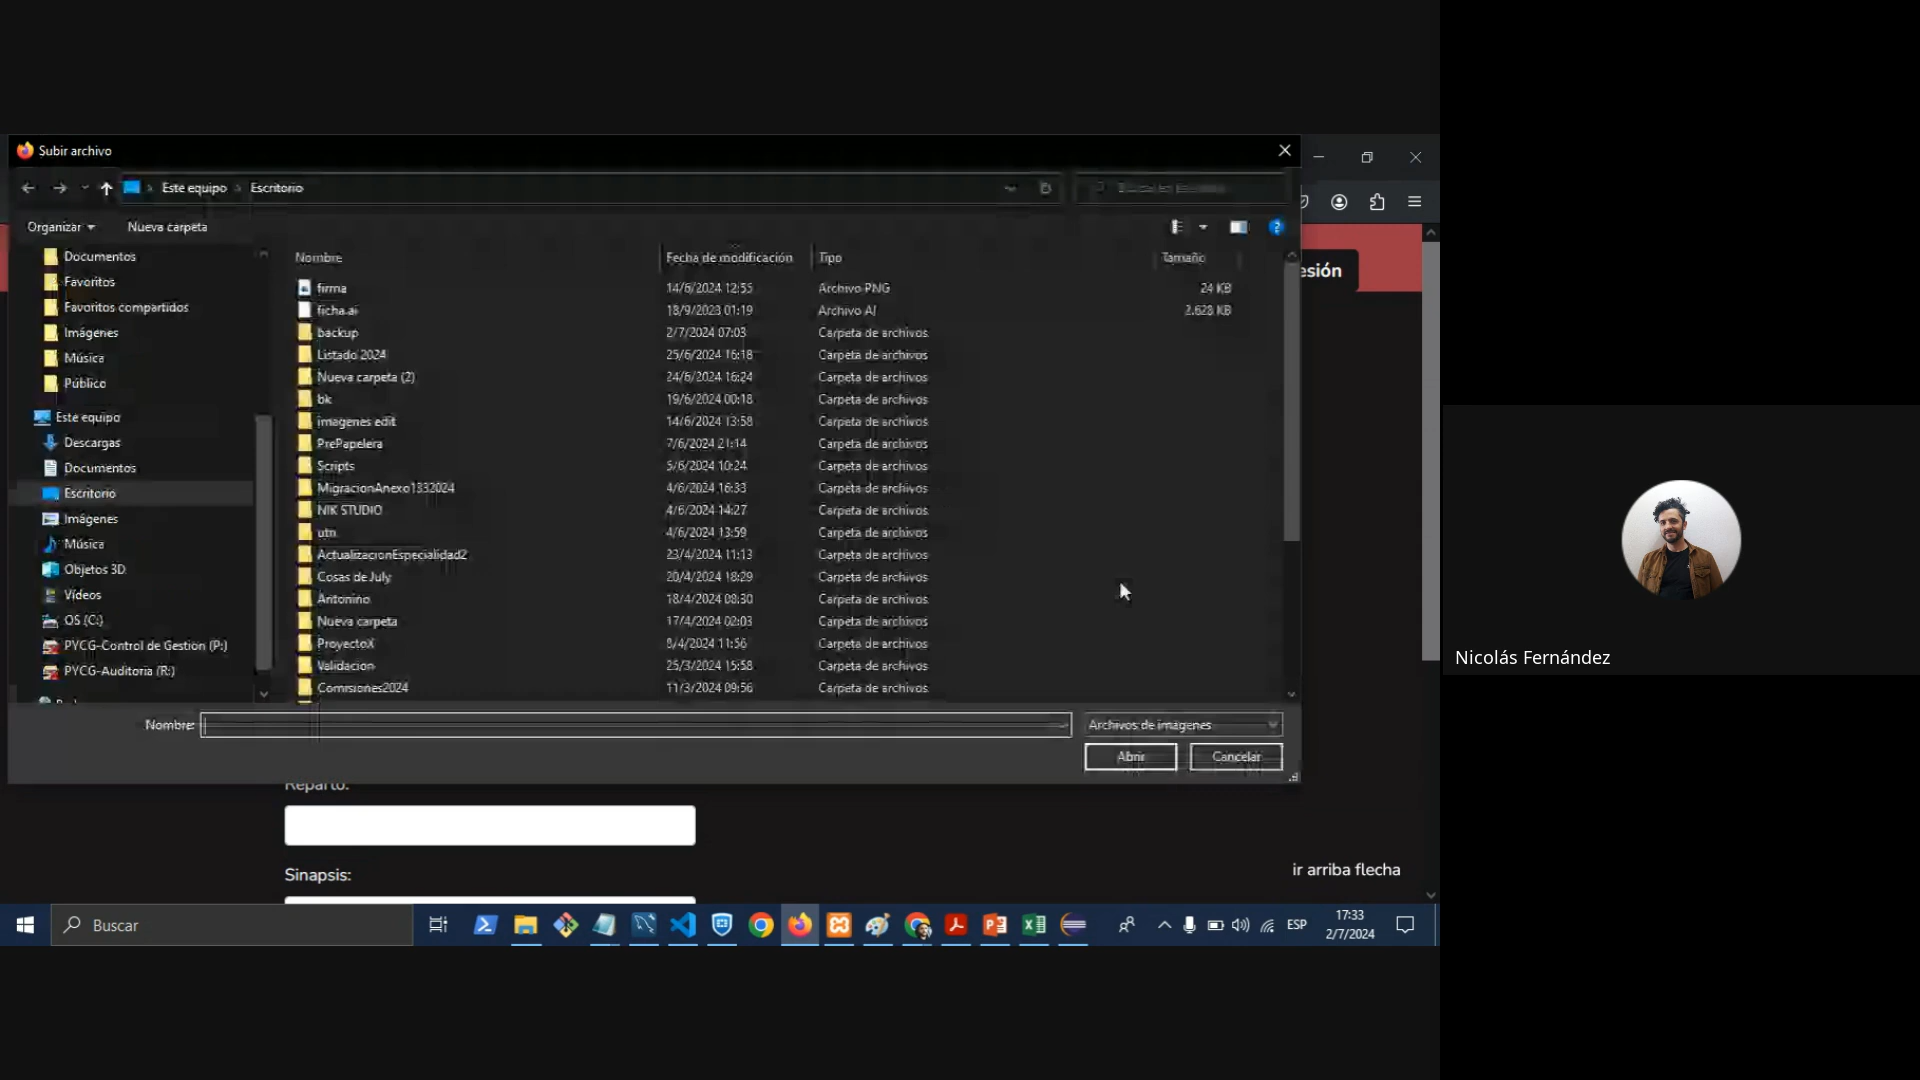 Subir archivo
Este equipo › Escritorio
Organizar
Nueva carpeta
esión
Documentos
Favoritos
Favoritos compartidos
Imágenes
Música
Público
Este equipo
Descargas
Documentos
Escritorio
Imágenes
Música
Objetos 3D
Vídeos
OS (C:)
PYCG-Control de Gestion (P:)
PYCG-Auditoria (R:)
Nombre Fecha de modificación Tipo Tamaño
firma 14/6/2024 12:55 Archivo PNG 24 KB
ficha.ai 18/9/2023 01:19 Archivo AI 2.628 KB
backup 2/7/2024 07:03 Carpeta de archivos
Listado 2024 25/6/2024 16:18 Carpeta de archivos
Nueva carpeta (2) 24/6/2024 16:24 Carpeta de archivos
bk 19/6/2024 00:18 Carpeta de archivos
imagenes edit 14/6/2024 13:58 Carpeta de archivos
PrePapelera 7/6/2024 21:14 Carpeta de archivos
Scripts 5/6/2024 10:24 Carpeta de archivos
MigracionAnexo1332024 4/6/2024 16:33 Carpeta de archivos
NIK STUDIO 4/6/2024 14:27 Carpeta de archivos
utn 4/6/2024 13:59 Carpeta de archivos
ActualizacionEspecialidad2 23/4/2024 11:13 Carpeta de archivos
Cosas de July 20/4/2024 18:29 Carpeta de archivos
Antonino 18/4/2024 08:30 Carpeta de archivos
Nueva carpeta 17/4/2024 02:03 Carpeta de archivos
ProyectoX 8/4/2024 11:56 Carpeta de archivos
Validacion 25/3/2024 15:58 Carpeta de archivos
Comisiones2024 11/3/2024 09:56 Carpeta de archivos
Nombre:
Archivos de imágenes
Abrir
Cancelar
Reparto:
Sinapsis:
ir arriba flecha
Buscar
ESP
17:33
2/7/2024
Nicolás Fernández